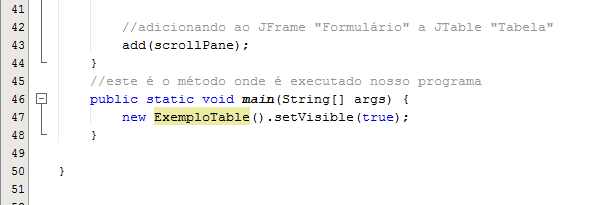 41
42 //adicionando ao JFrame "Formulário" a JTable "Tabela"
43 add(scrollPane);
44 }
45 //este é o método onde é executado nosso programa
46 public static void main(String[] args) {
47 new ExemploTable().setVisible(true);
48 }
49
50 }
51